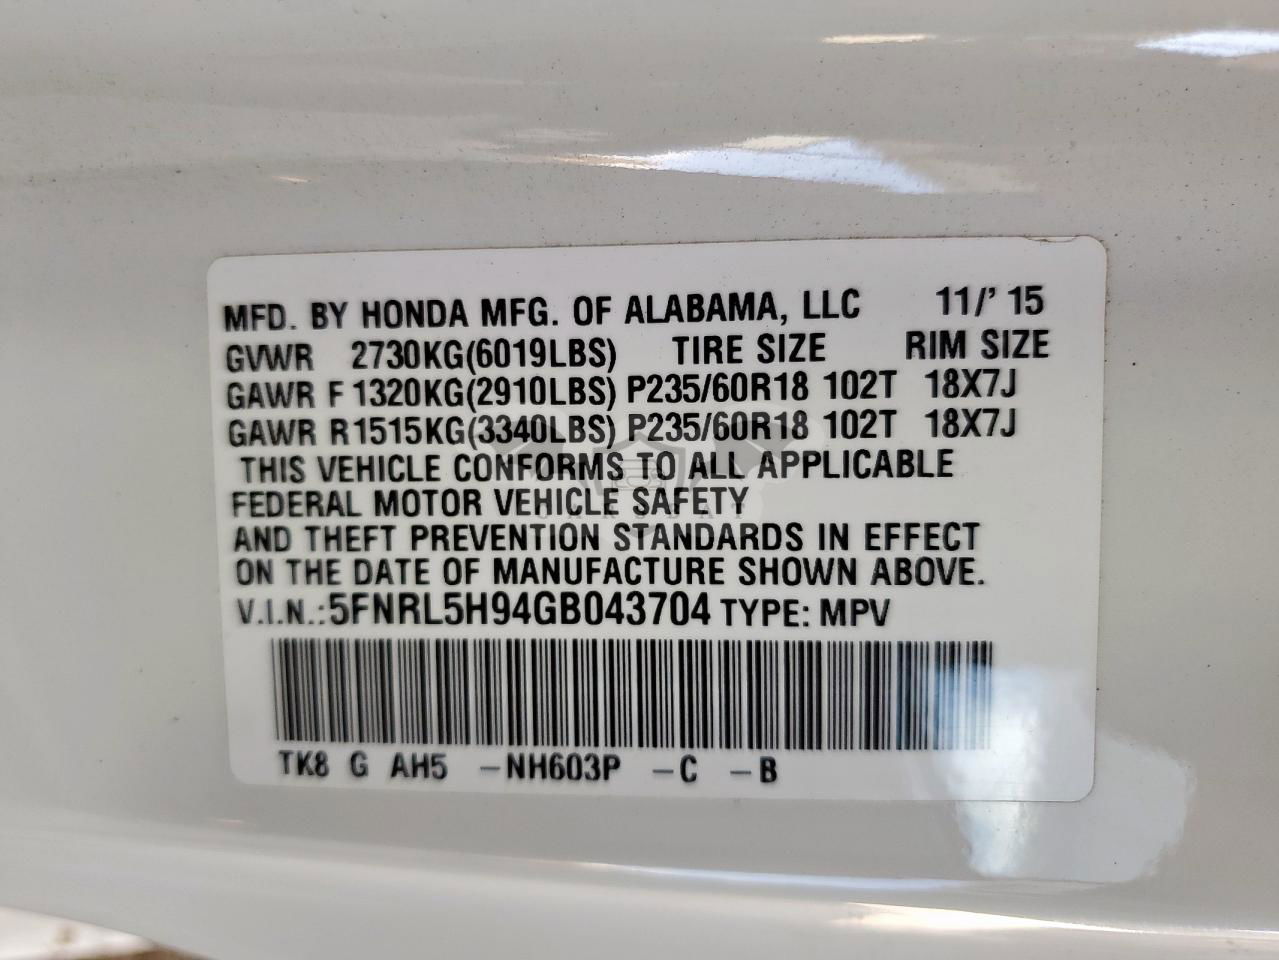 MFD. BY HONDA MFG. OF ALABAMA, LLC 11/' 15
GVWR 2730KG(6019LBS) TIRE SIZE RIM SIZE
GAWR F 1320KG(2910LBS) P235/60R18 102T 18X7J
GAWR R1515KG(3340LBS) P235/60R18 102T 18X7J
THIS VEHICLE CONFORMS TO ALL APPLICABLE
FEDERAL MOTOR VEHICLE SAFETY
AND THEFT PREVENTION STANDARDS IN EFFECT
ON THE DATE OF MANUFACTURE SHOWN ABOVE.
V.I.N.:5FNRL5H94GB043704 TYPE: MPV
TK8 G AH5 -NH603P -C -B